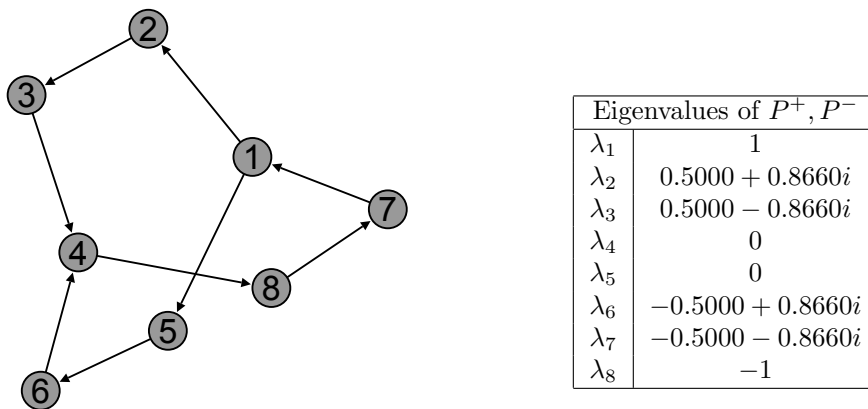 2
3
1
7
4
8
5
6
Eigenvalues of P⁺, P⁻
λ₁ 1
λ₂ 0.5000 + 0.8660i
λ₃ 0.5000 − 0.8660i
λ₄ 0
λ₅ 0
λ₆ −0.5000 + 0.8660i
λ₇ −0.5000 − 0.8660i
λ₈ −1